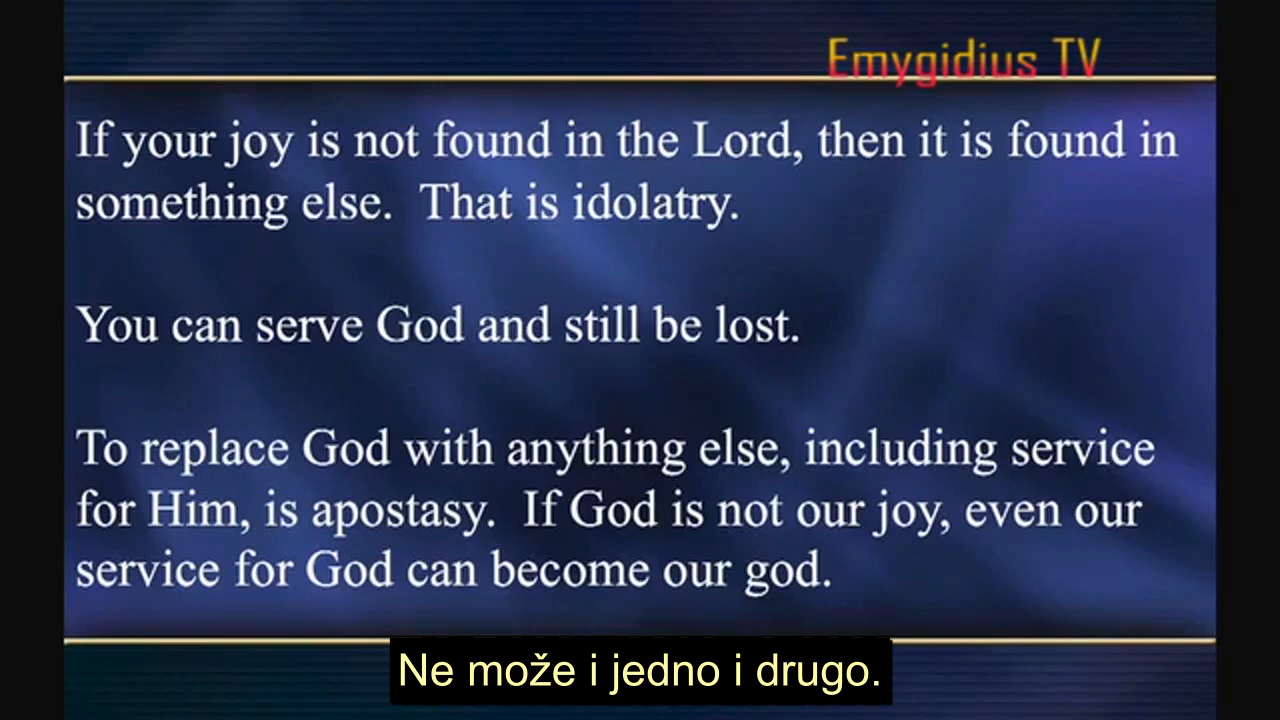 Emygidius TV
If your joy is not found in the Lord, then it is found in
something else.  That is idolatry.
You can serve God and still be lost.
To replace God with anything else, including service
for Him, is apostasy.  If God is not our joy, even our
service for God can become our god.
Ne može i jedno i drugo.